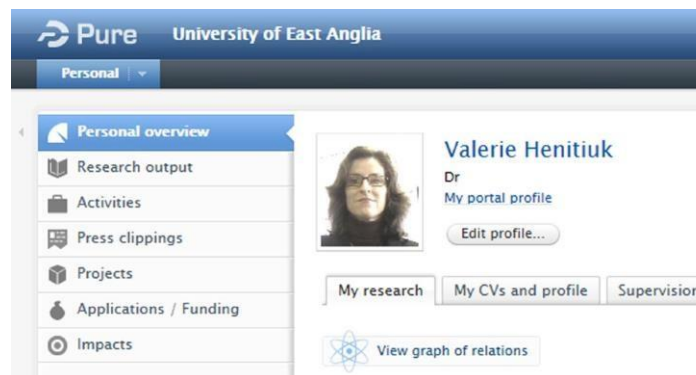 Pure University of East Anglia
Personal
Personal overview
Research output
Activities
Press clippings
Projects
Applications / Funding
Impacts
Valerie Henitiuk
Dr
My portal profile
Edit profile...
My research My CVs and profile Supervision
View graph of relations